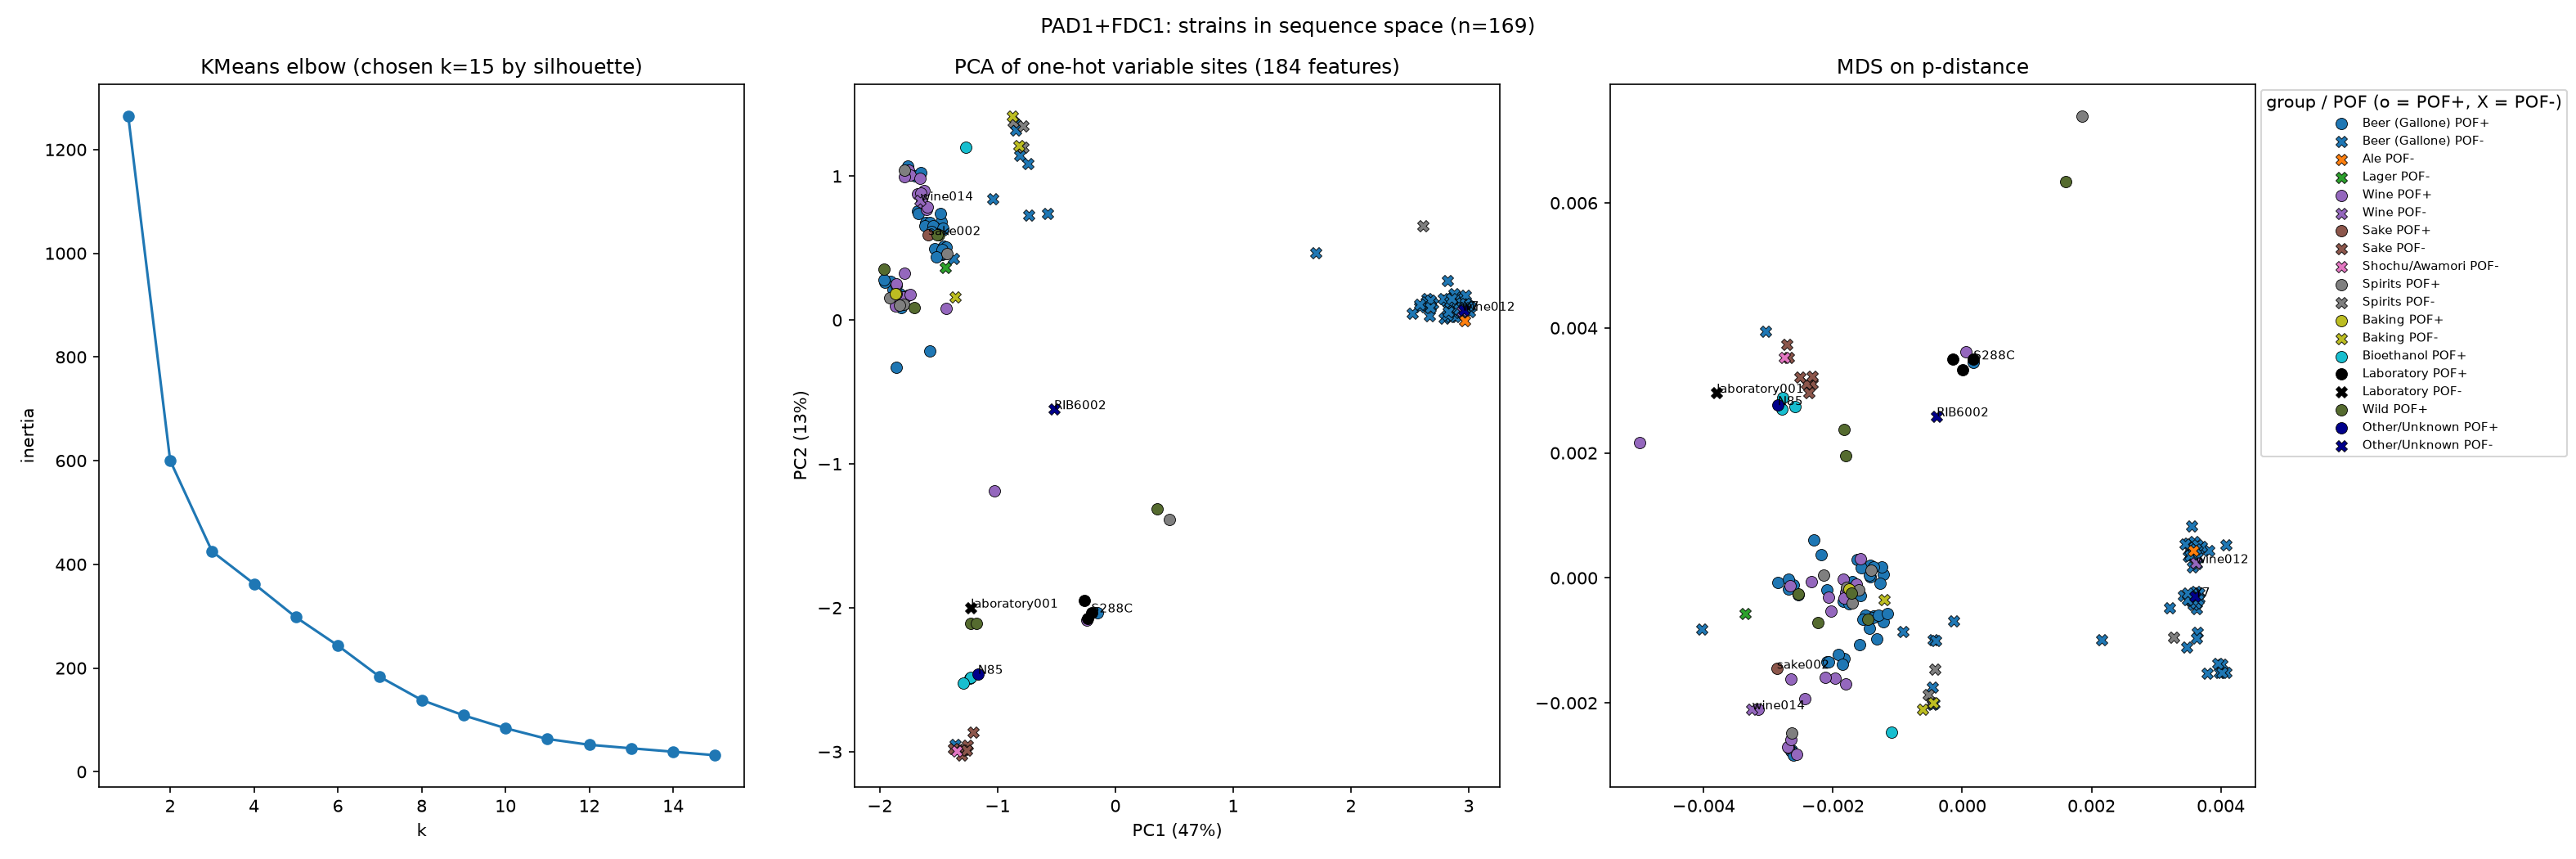 PAD1+FDC1: strains in sequence space (n=169)
KMeans elbow (chosen k=15 by silhouette)
1200
1000
800
600
400
200
0
inertia
2
4
6
8
10
12
14
k
PCA of one-hot variable sites (184 features)
1
0
−1
−2
−3
PC2 (13%)
wine014
sake002
wine012
RIB6002
laboratory001
S288C
N85
−2
−1
0
1
2
3
PC1 (47%)
MDS on p-distance
0.006
0.004
0.002
0.000
−0.002
S288C
laboratory001
N85
RIB6002
wine012
sake002
wine014
−0.004
−0.002
0.000
0.002
0.004
group / POF (o = POF+, X = POF-)
Beer (Gallone) POF+
Beer (Gallone) POF-
Ale POF-
Lager POF-
Wine POF+
Wine POF-
Sake POF+
Sake POF-
Shochu/Awamori POF-
Spirits POF+
Spirits POF-
Baking POF+
Baking POF-
Bioethanol POF+
Laboratory POF+
Laboratory POF-
Wild POF+
Other/Unknown POF+
Other/Unknown POF-